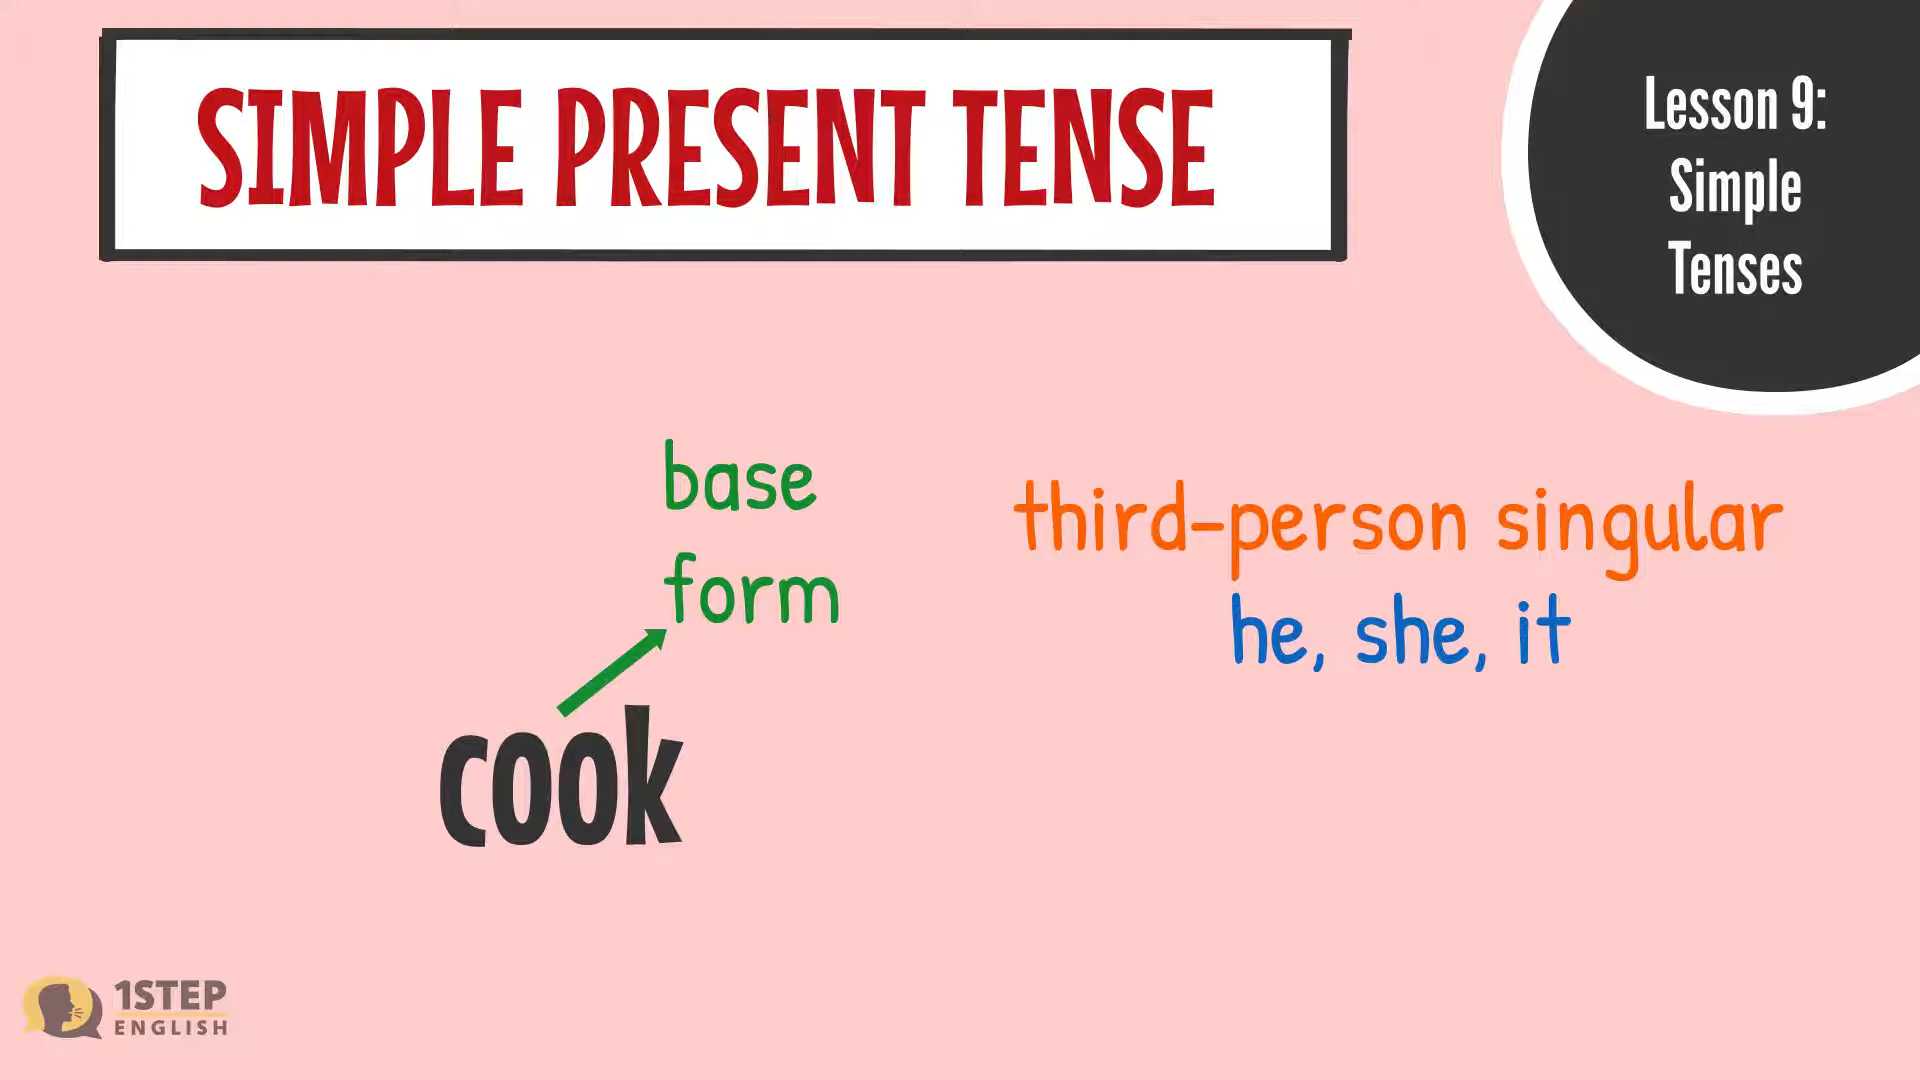 SIMPLE PRESENT TENSE
Lesson 9:
Simple
Tenses
base
form
third-person singular
he, she, it
cook
1STEP
ENGLISH